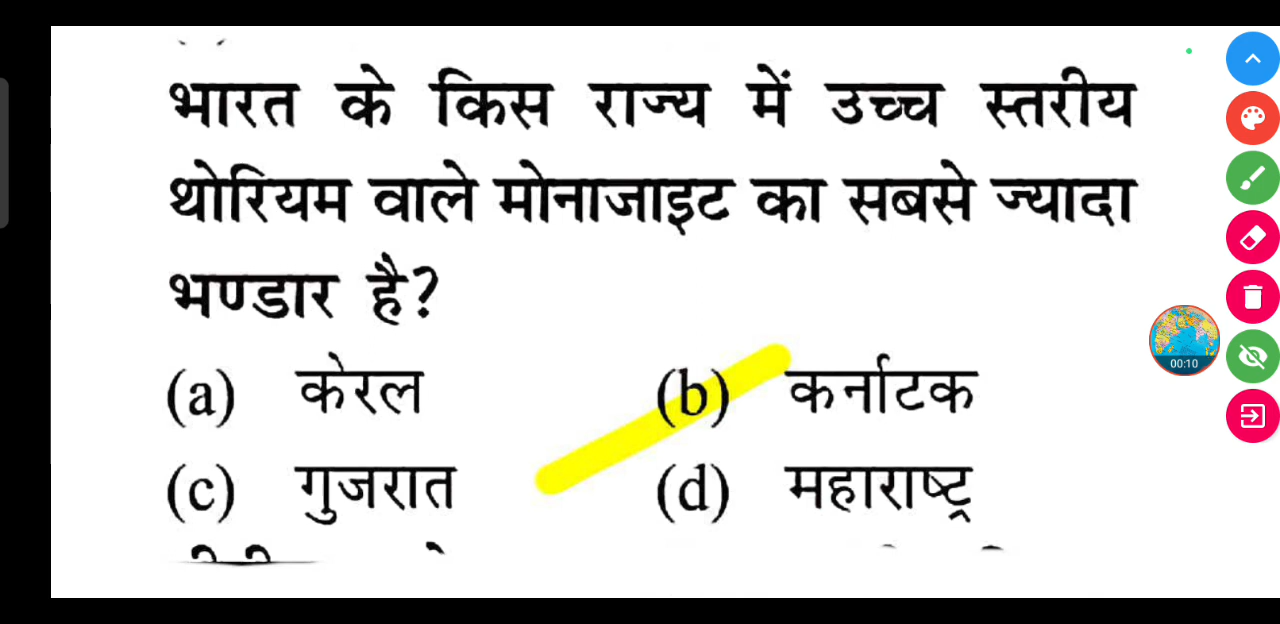 भारत के किस राज्य में उच्च स्तरीय
थोरियम वाले मोनाजाइट का सबसे ज्यादा
भण्डार है?
(a) केरल (b) कर्नाटक
(c) गुजरात (d) महाराष्ट्र
00:10